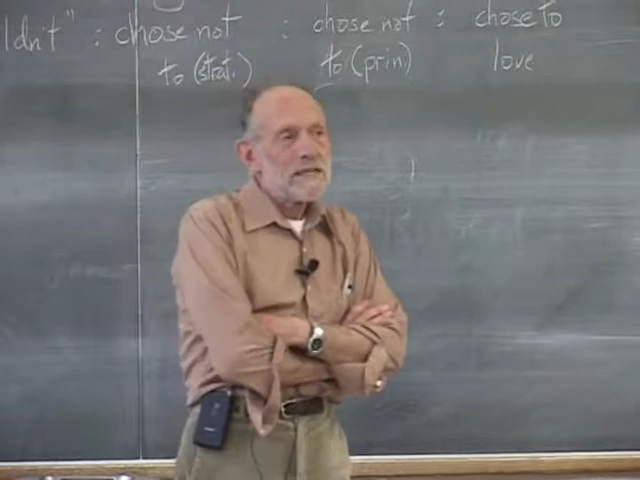 ldn't" : chose not : chose not : chose to
to (strat.) to (prin.) love